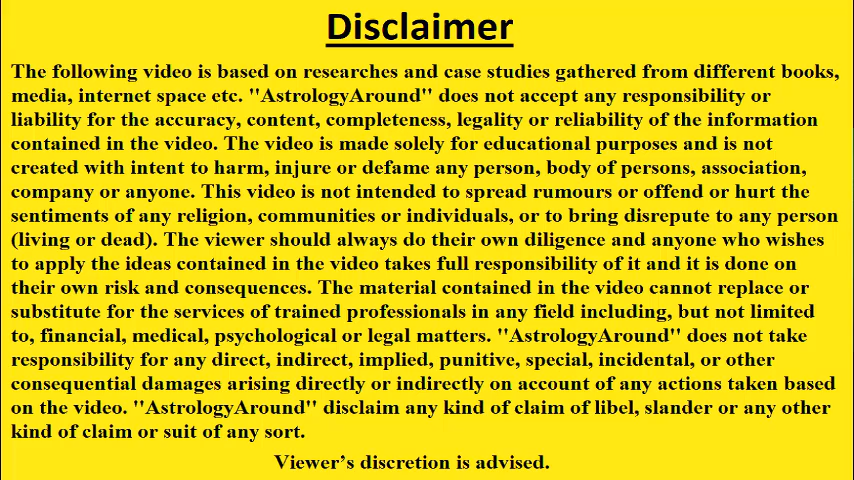 Disclaimer
The following video is based on researches and case studies gathered from different books,
media, internet space etc. "AstrologyAround" does not accept any responsibility or
liability for the accuracy, content, completeness, legality or reliability of the information
contained in the video. The video is made solely for educational purposes and is not
created with intent to harm, injure or defame any person, body of persons, association,
company or anyone. This video is not intended to spread rumours or offend or hurt the
sentiments of any religion, communities or individuals, or to bring disrepute to any person
(living or dead). The viewer should always do their own diligence and anyone who wishes
to apply the ideas contained in the video takes full responsibility of it and it is done on
their own risk and consequences. The material contained in the video cannot replace or
substitute for the services of trained professionals in any field including, but not limited
to, financial, medical, psychological or legal matters. "AstrologyAround" does not take
responsibility for any direct, indirect, implied, punitive, special, incidental, or other
consequential damages arising directly or indirectly on account of any actions taken based
on the video. "AstrologyAround" disclaim any kind of claim of libel, slander or any other
kind of claim or suit of any sort.
Viewer's discretion is advised.